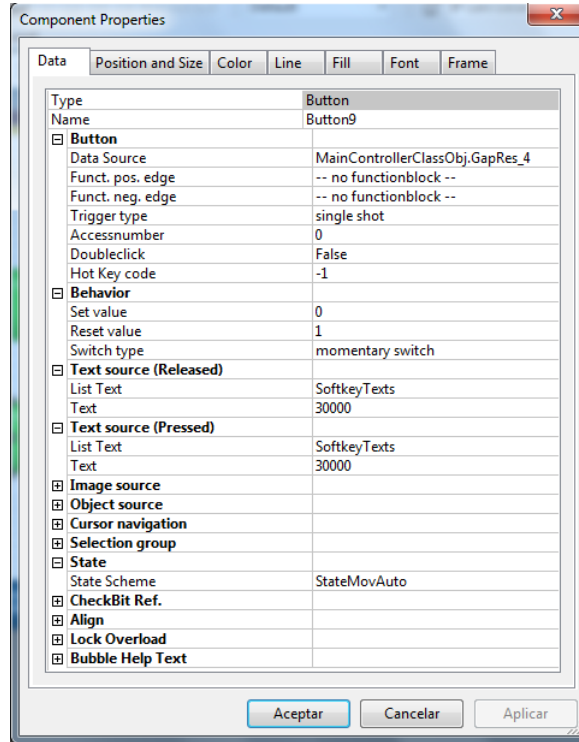 Component Properties
Data Position and Size Color Line Fill Font Frame
Type Button
Name Button9
Button
Data Source MainControllerClassObj.GapRes_4
Funct. pos. edge -- no functionblock --
Funct. neg. edge -- no functionblock --
Trigger type single shot
Accessnumber 0
Doubleclick False
Hot Key code -1
Behavior
Set value 0
Reset value 1
Switch type momentary switch
Text source (Released)
List Text SoftkeyTexts
Text 30000
Text source (Pressed)
List Text SoftkeyTexts
Text 30000
Image source
Object source
Cursor navigation
Selection group
State
State Scheme StateMovAuto
CheckBit Ref.
Align
Lock Overload
Bubble Help Text
Aceptar Cancelar Aplicar